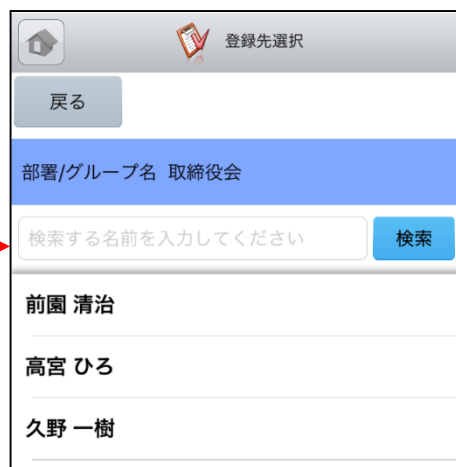 登録先選択
戻る
部署/グループ名 取締役会
検索する名前を入力してください 検索
前園 清治
高宮 ひろ
久野 一樹